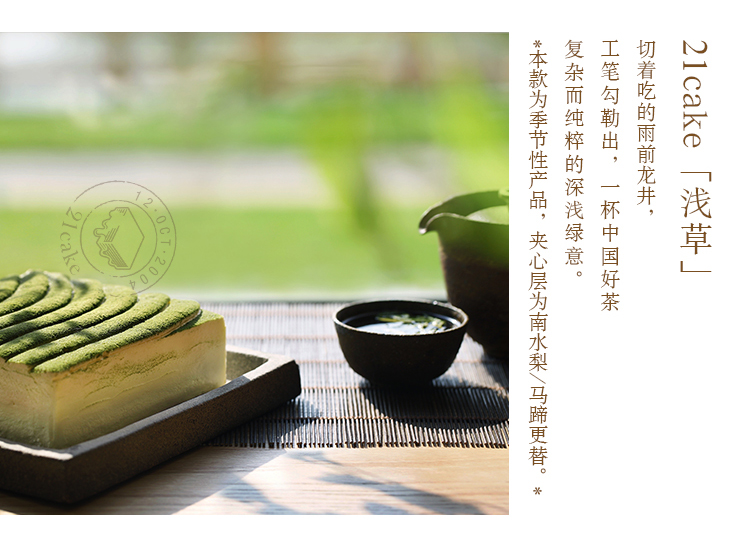 21cake「浅草」
切着吃的雨前龙井，
工笔勾勒出，一杯中国好茶
复杂而纯粹的深浅绿意。
*本款为季节性产品，夹心层为南水梨/马蹄更替。*
12·OCT·2004
21cake